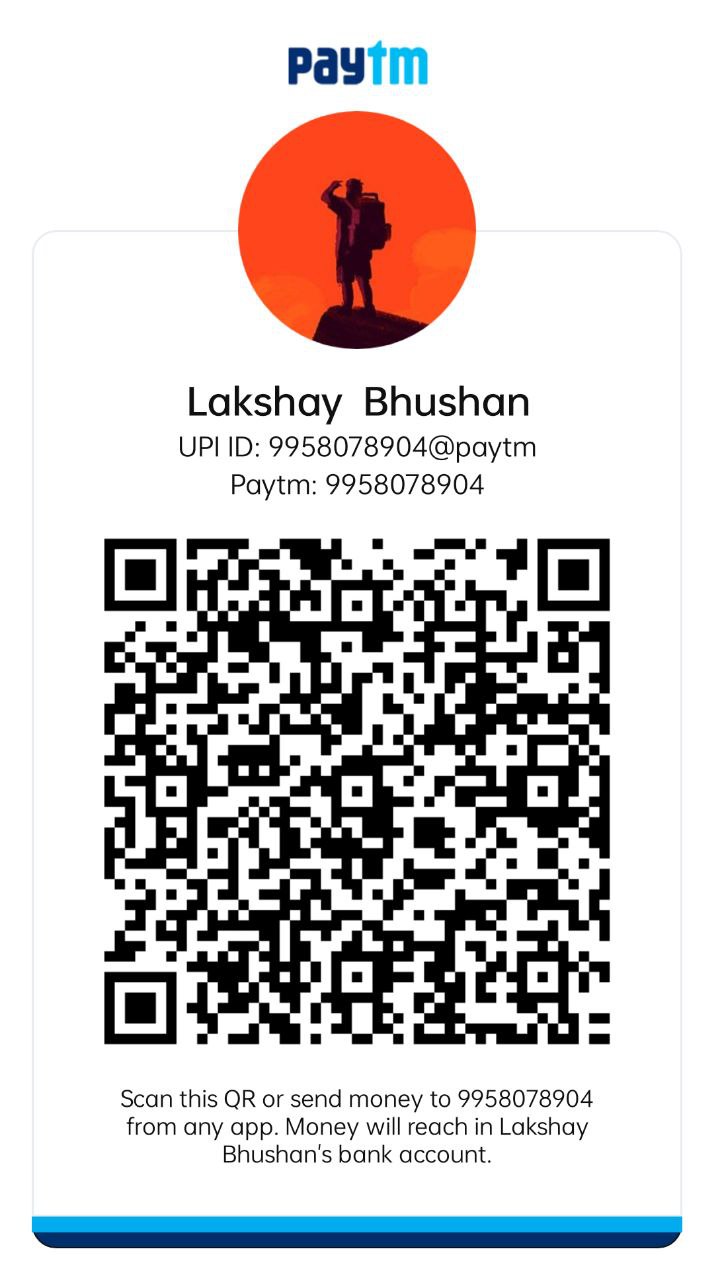 paytm
Lakshay Bhushan
UPI ID: 9958078904@paytm
Paytm: 9958078904
Scan this QR or send money to 9958078904
from any app. Money will reach in Lakshay
Bhushan's bank account.